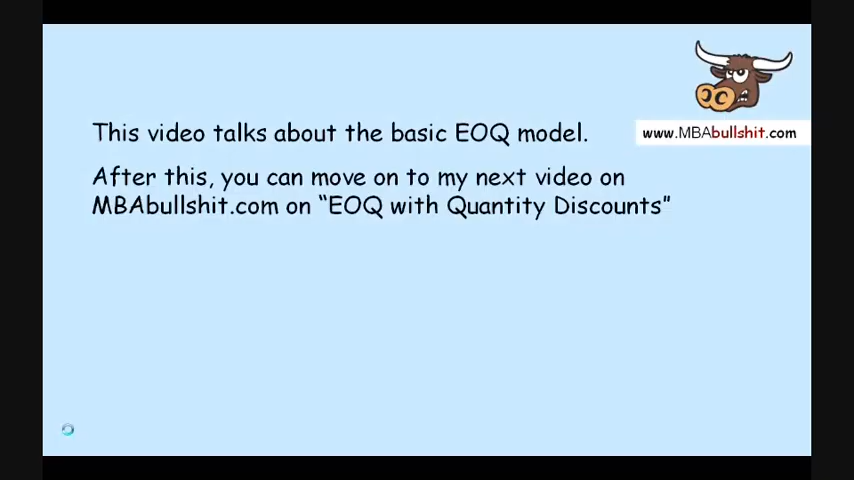 This video talks about the basic EOQ model.
www.MBAbullshit.com
After this, you can move on to my next video on
MBAbullshit.com on “EOQ with Quantity Discounts”